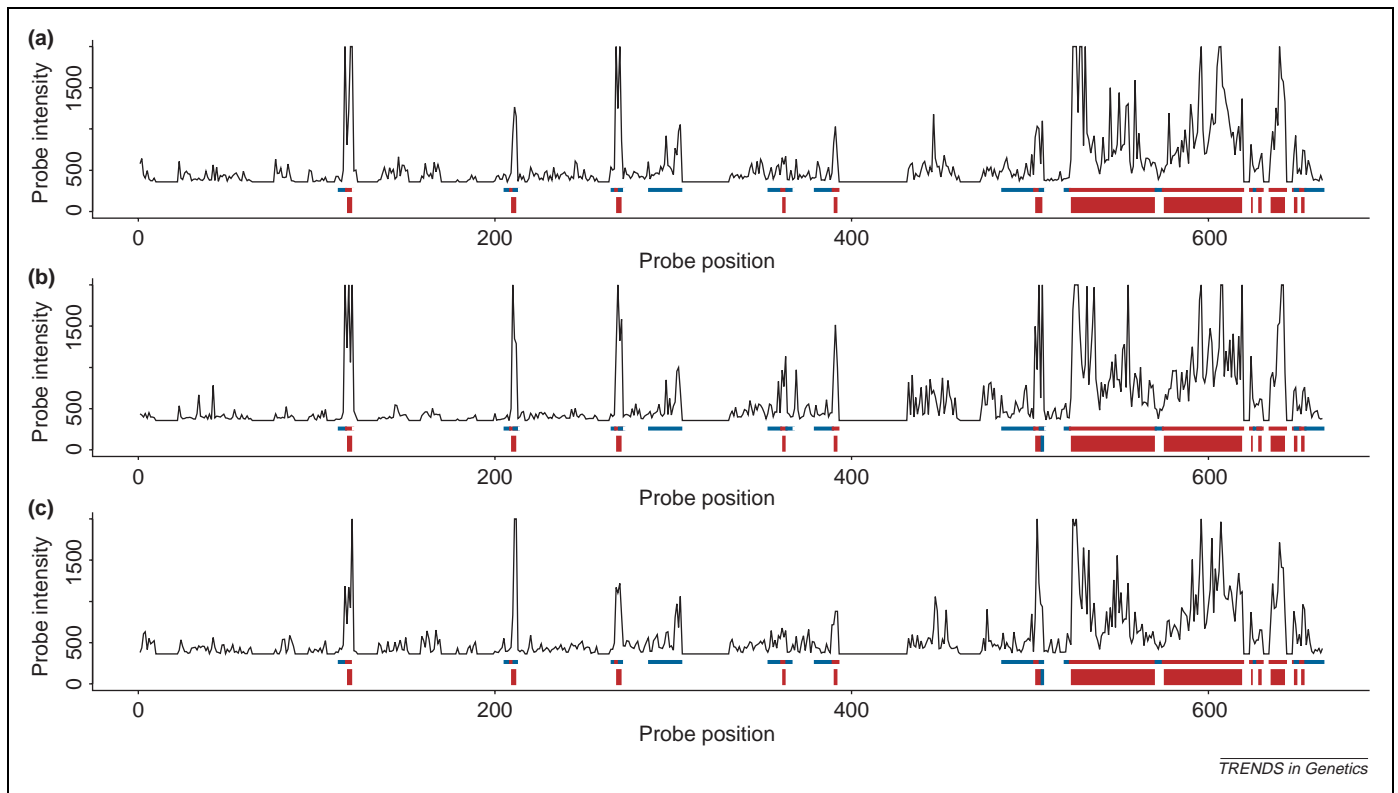 (a)
Probe intensity
0 500 1500
0 200 400 600
Probe position
(b)
Probe intensity
0 500 1500
0 200 400 600
Probe position
(c)
Probe intensity
0 500 1500
0 200 400 600
Probe position
TRENDS in Genetics